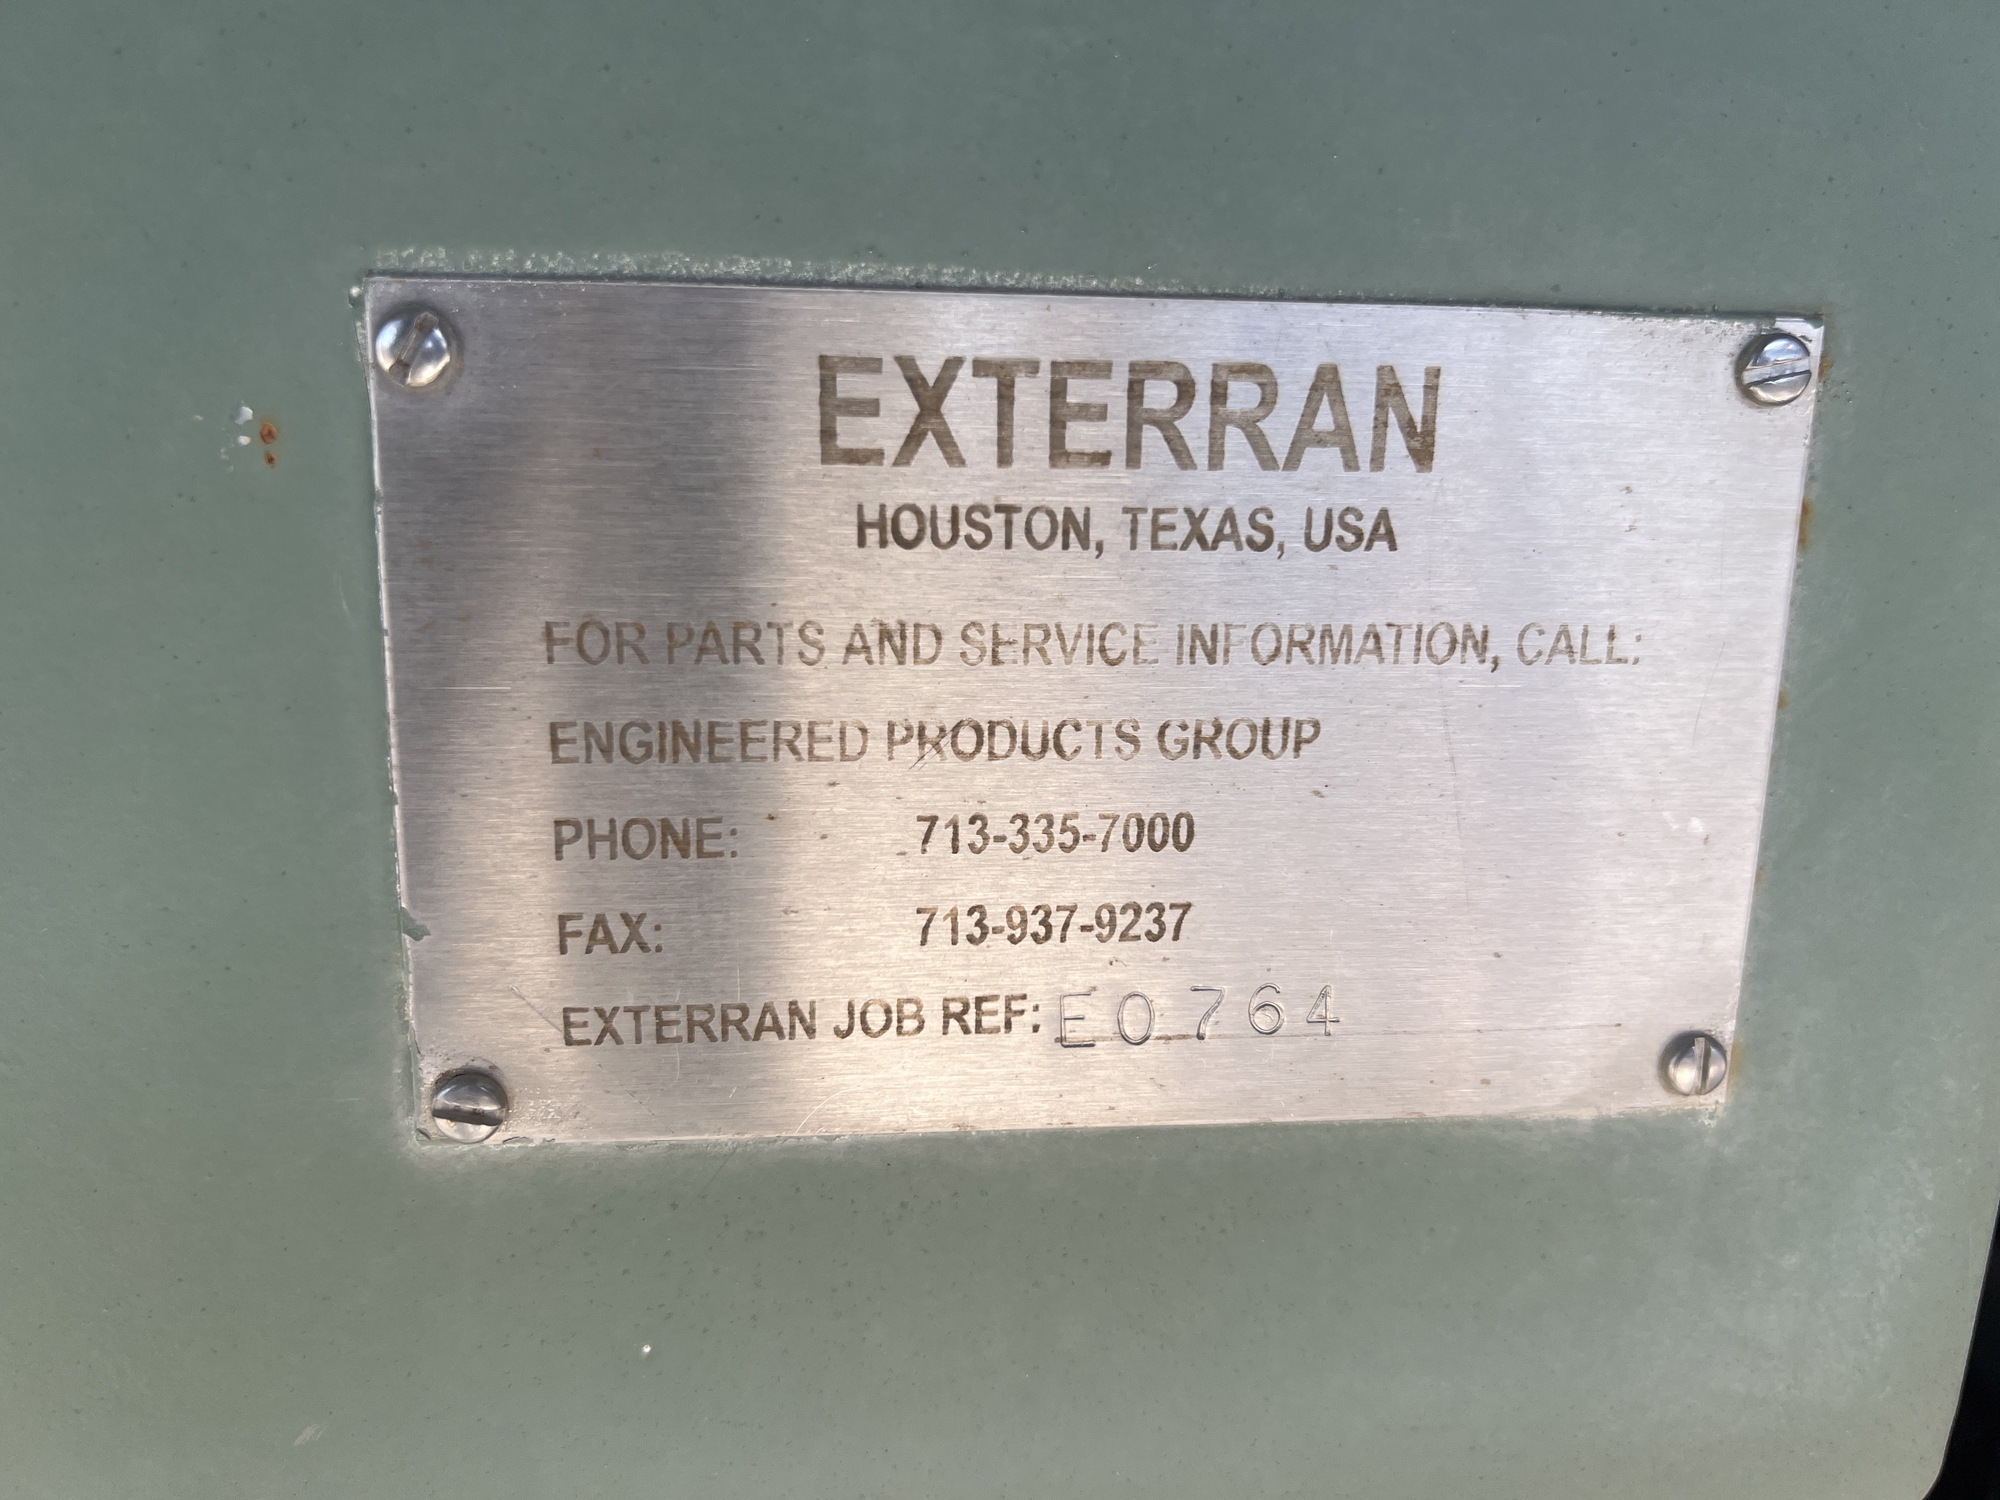 EXTERRAN
HOUSTON, TEXAS, USA
FOR PARTS AND SERVICE INFORMATION, CALL:
ENGINEERED PRODUCTS GROUP
PHONE: 713-335-7000
FAX: 713-937-9237
EXTERRAN JOB REF: E0764